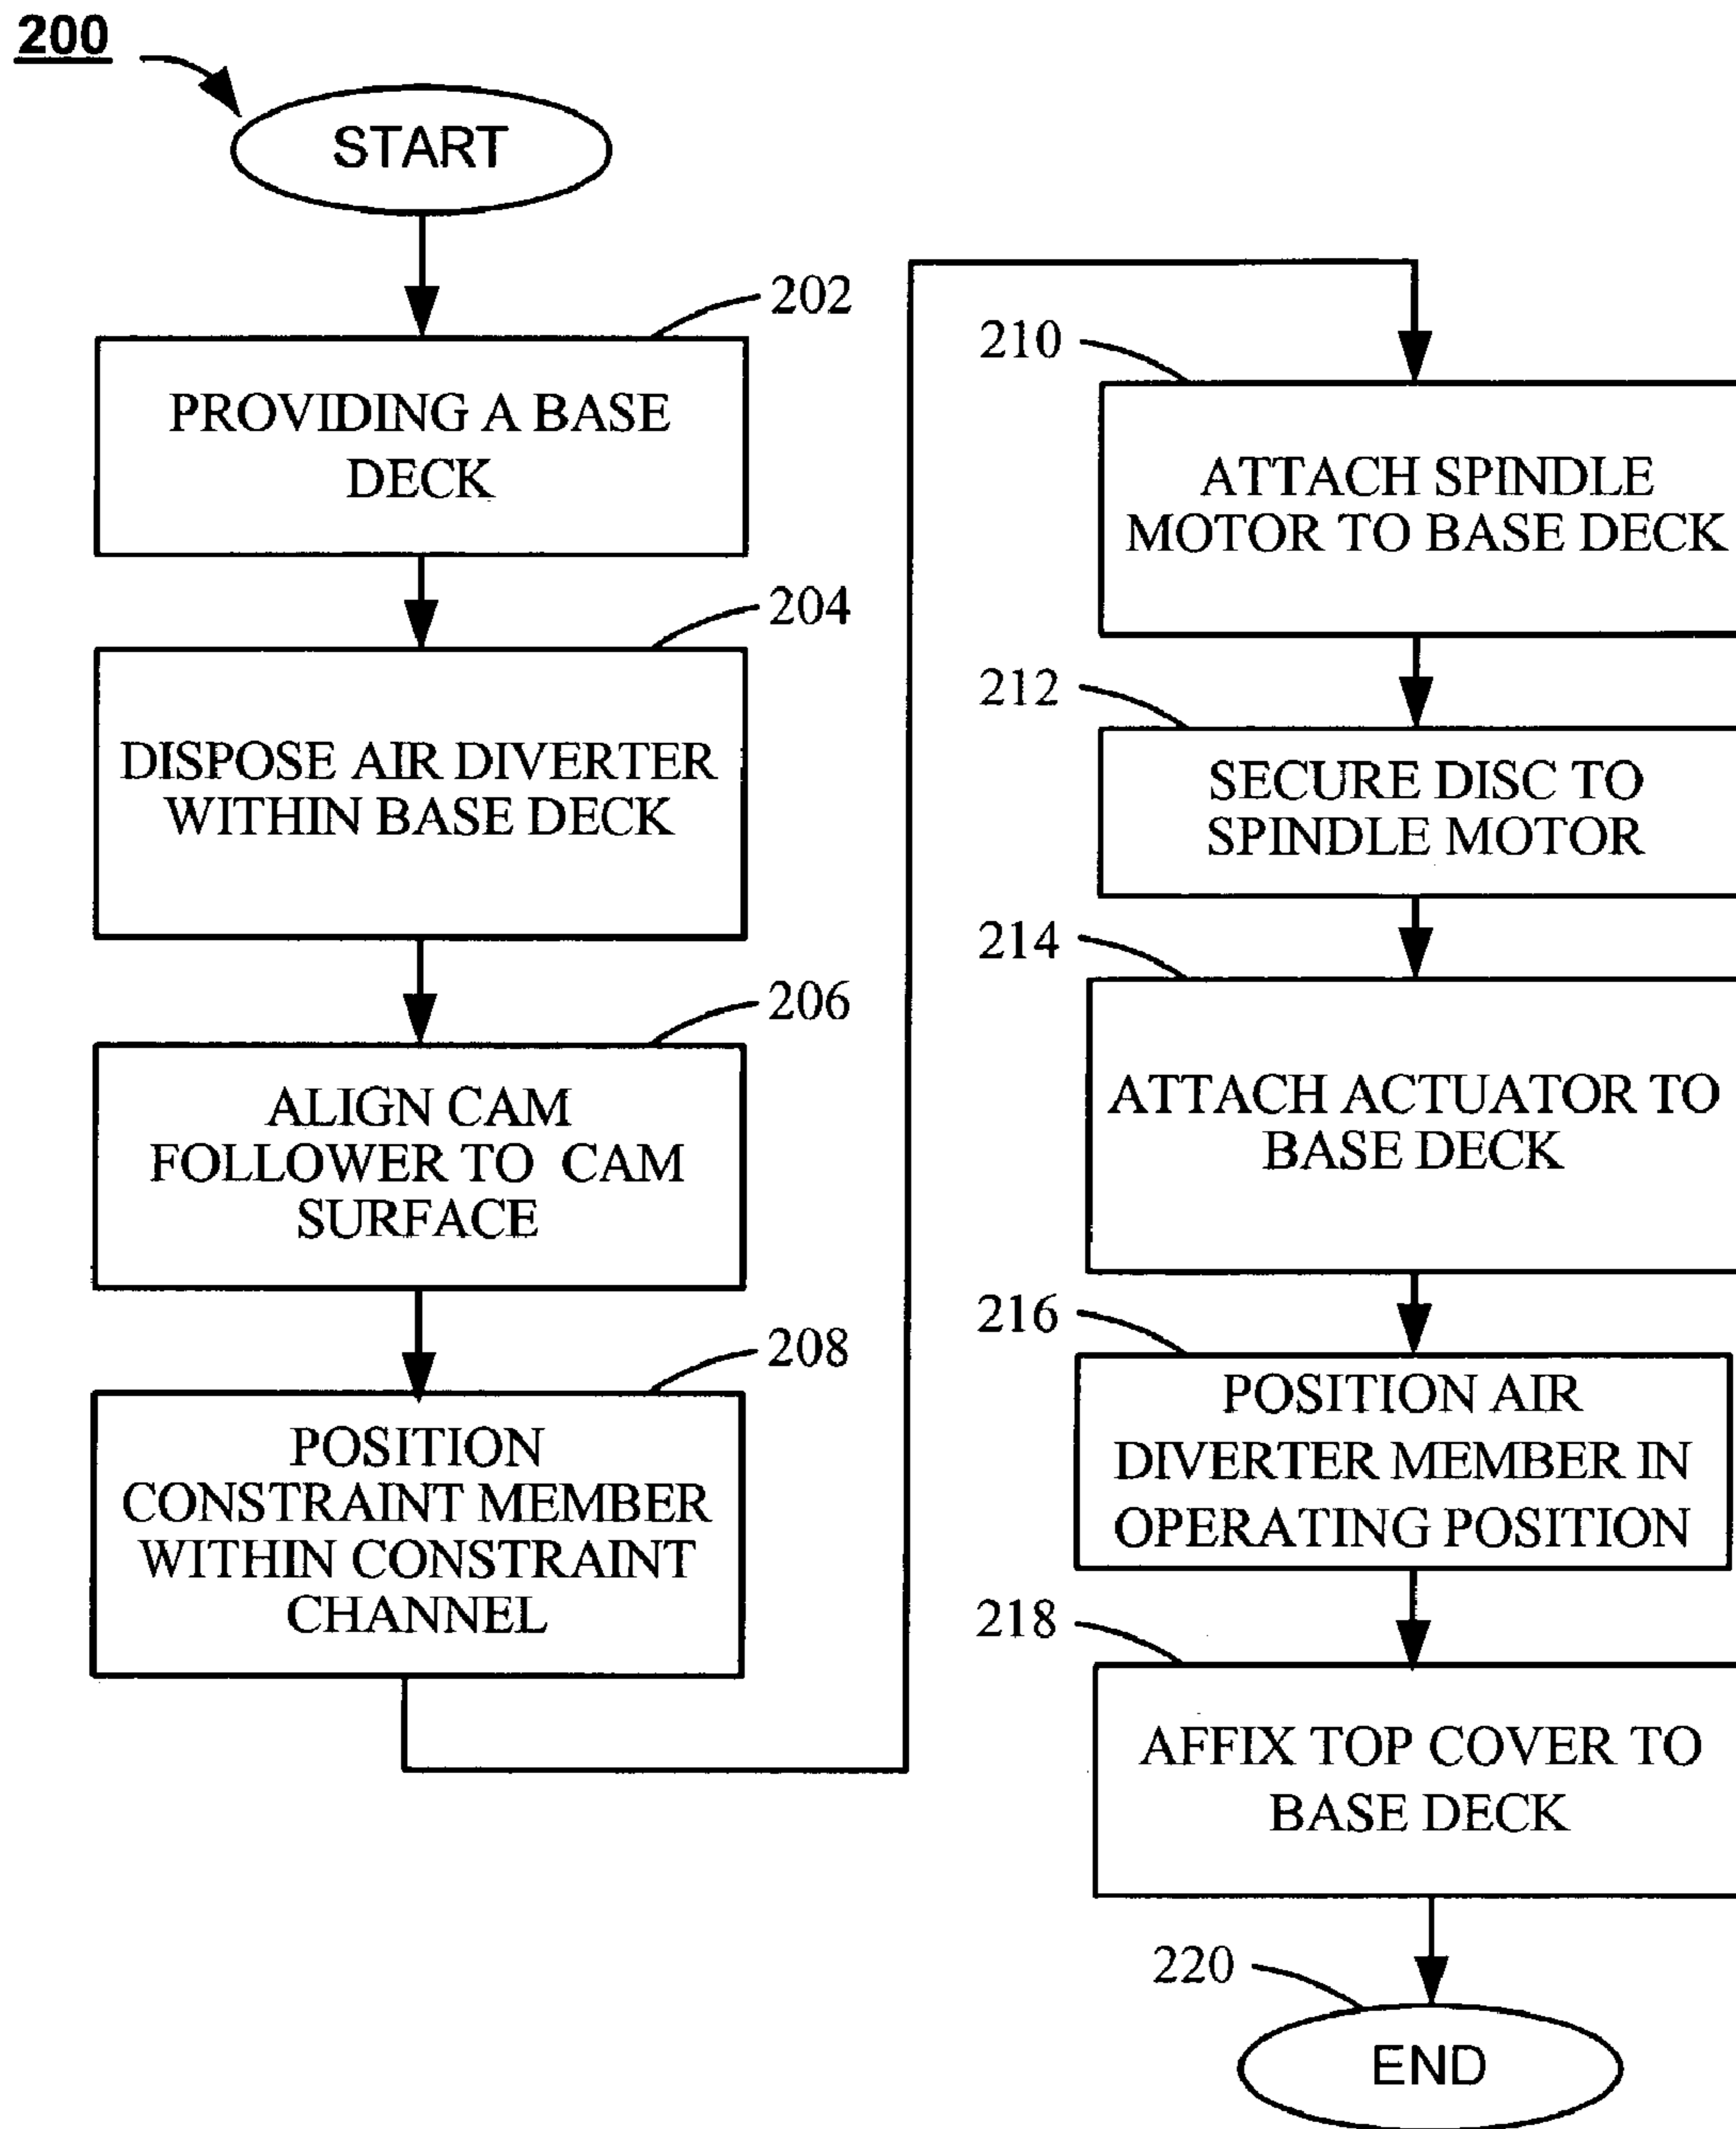 200
START
202
PROVIDING A BASE
DECK
204
DISPOSE AIR DIVERTER
WITHIN BASE DECK
206
ALIGN CAM
FOLLOWER TO CAM
SURFACE
208
POSITION
CONSTRAINT MEMBER
WITHIN CONSTRAINT
CHANNEL
210
ATTACH SPINDLE
MOTOR TO BASE DECK
212
SECURE DISC TO
SPINDLE MOTOR
214
ATTACH ACTUATOR TO
BASE DECK
216
POSITION AIR
DIVERTER MEMBER IN
OPERATING POSITION
218
AFFIX TOP COVER TO
BASE DECK
220
END